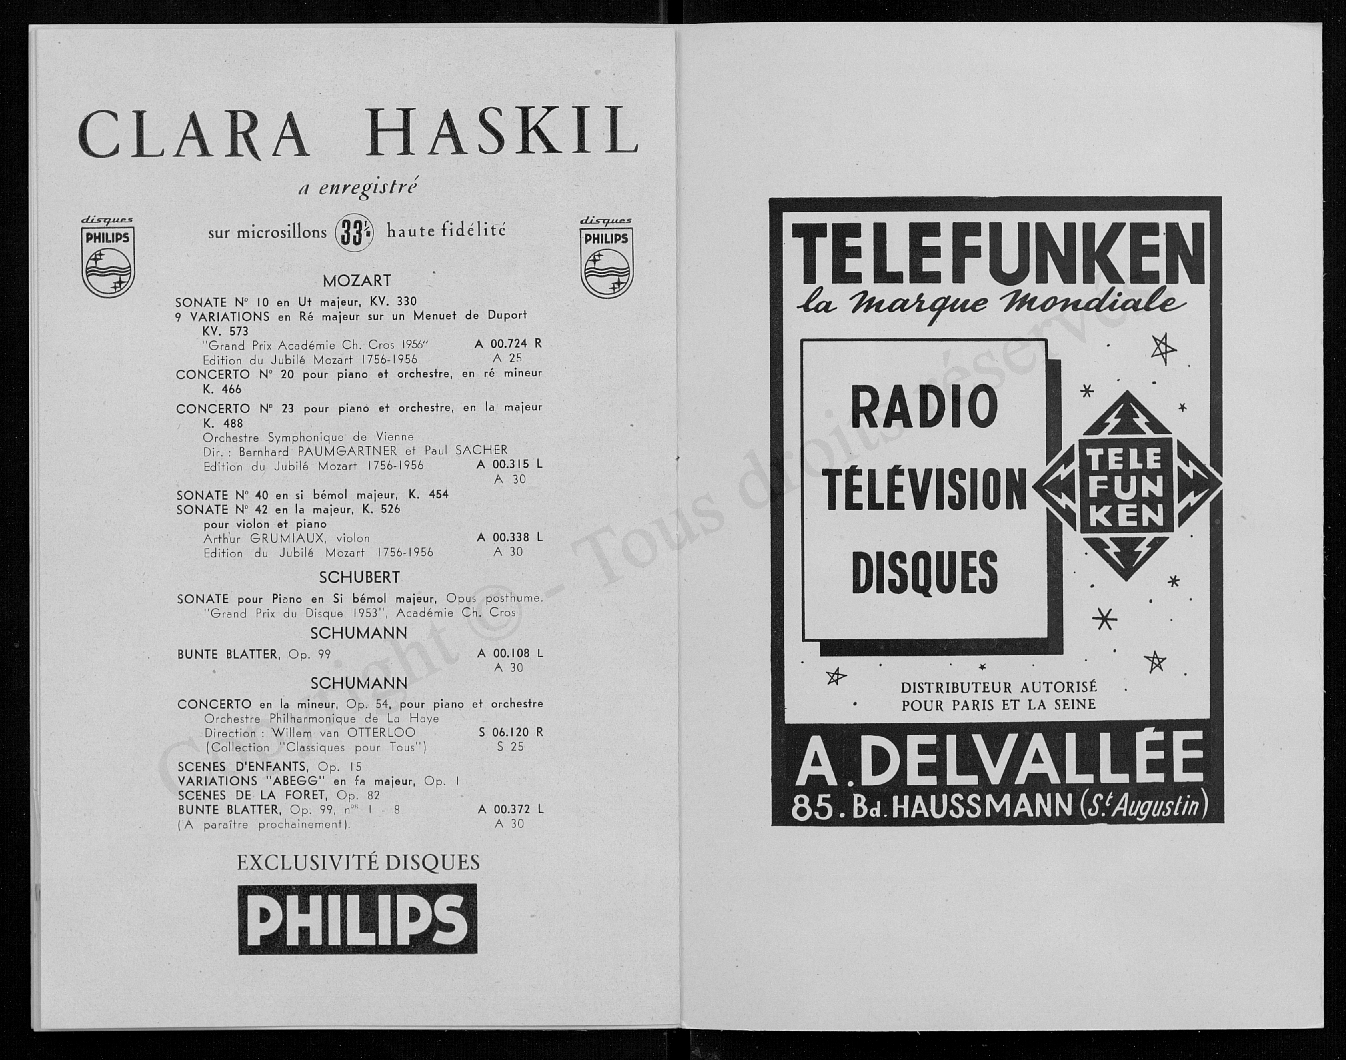 CLARA HASKIL
a enregistré
disques
PHILIPS
sur microsillons 33⅓ haute fidélité
disques
PHILIPS
MOZART
SONATE N° 10 en Ut majeur, KV. 330
9 VARIATIONS en Ré majeur sur un Menuet de Duport
KV. 573
"Grand Prix Académie Ch. Cros 1956" A 00.724 R
Edition du Jubilé Mozart 1756-1956 A 25
CONCERTO N° 20 pour piano et orchestre, en ré mineur
K. 466
CONCERTO N° 23 pour piano et orchestre, en la majeur
K. 488
Orchestre Symphonique de Vienne
Dir. : Bernhard PAUMGARTNER et Paul SACHER
Edition du Jubilé Mozart 1756-1956 A 00.315 L
A 30
SONATE N° 40 en si bémol majeur, K. 454
SONATE N° 42 en la majeur, K. 526
pour violon et piano
Arthur GRUMIAUX, violon A 00.338 L
Edition du Jubilé Mozart 1756-1956 A 30
SCHUBERT
SONATE pour Piano en Si bémol majeur, Opus posthume.
"Grand Prix du Disque 1953", Académie Ch. Cros
SCHUMANN
BUNTE BLATTER, Op. 99 A 00.108 L
A 30
SCHUMANN
CONCERTO en la mineur, Op. 54, pour piano et orchestre
Orchestre Philharmonique de La Haye
Direction : Willem van OTTERLOO S 06.120 R
(Collection "Classiques pour Tous") S 25
SCENES D'ENFANTS, Op. 15
VARIATIONS "ABEGG" en fa majeur, Op. 1
SCENES DE LA FORET, Op. 82
BUNTE BLATTER, Op. 99, nos 1 - 8 A 00.372 L
(A paraître prochainement). A 30
EXCLUSIVITÉ DISQUES
PHILIPS
TELEFUNKEN
la marque mondiale
RADIO
TÉLÉVISION
DISQUES
TELE
FUN
KEN
DISTRIBUTEUR AUTORISÉ
POUR PARIS ET LA SEINE
A. DELVALLÉE
85. Bd. HAUSSMANN (St. Augustin)
Copyright © - Tous droits réservés